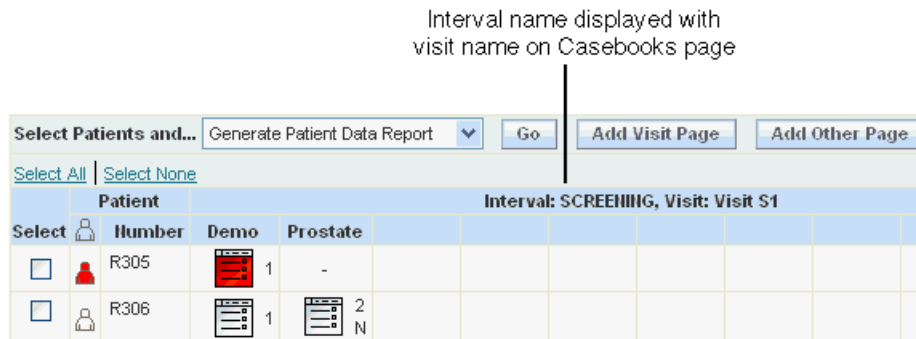 Interval name displayed with
visit name on Casebooks page
Select Patients and... Generate Patient Data Report Go Add Visit Page Add Other Page
Select All | Select None
Patient Interval: SCREENING, Visit: Visit S1
Select Number Demo Prostate
R305 1 -
R306 1 2
N